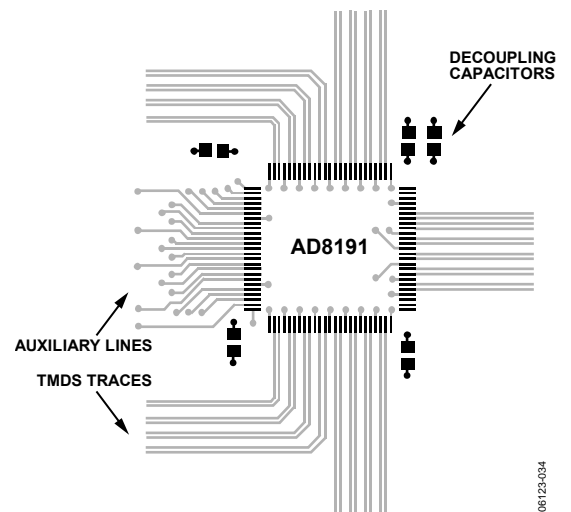 DECOUPLING
CAPACITORS
AD8191
AUXILIARY LINES
TMDS TRACES
06123-034